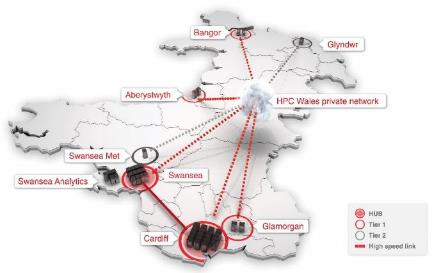 Bangor
Glyndwr
Aberystwyth
HPC Wales private network
Swansea Met
Swansea Analytics
Swansea
Cardiff
Glamorgan
HUB
Tier 1
Tier 2
High speed link